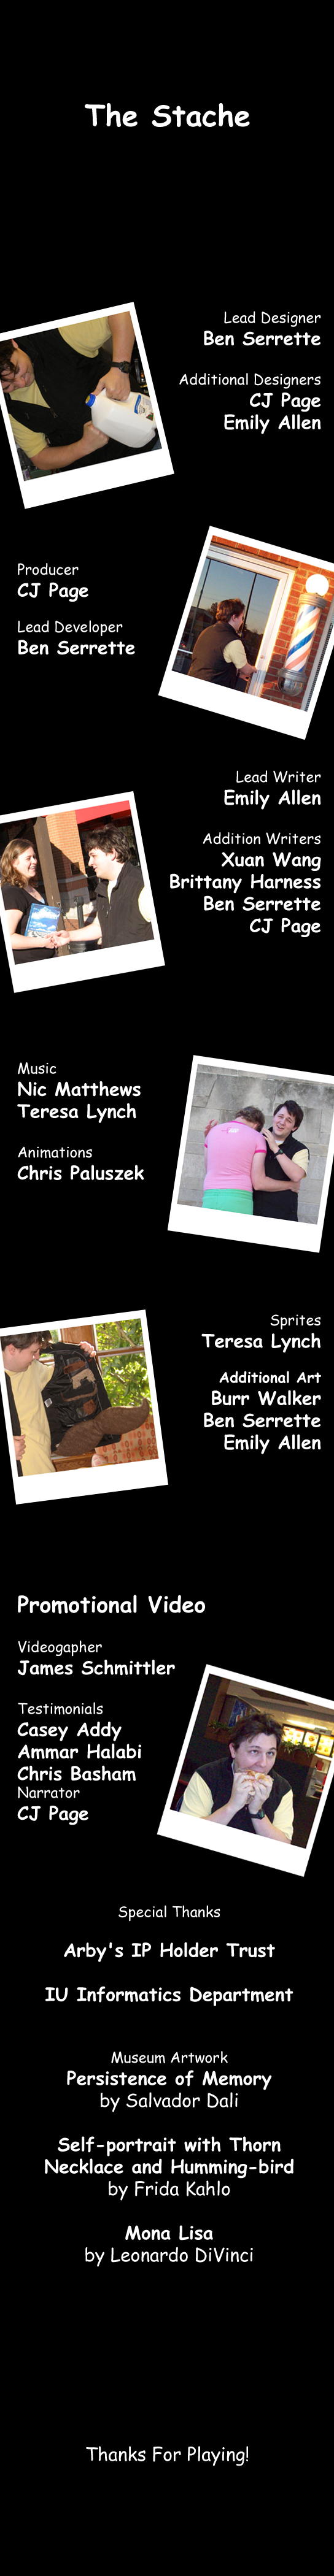 The Stache
Lead Designer
Ben Serrette
Additional Designers
CJ Page
Emily Allen
Producer
CJ Page
Lead Developer
Ben Serrette
Lead Writer
Emily Allen
Addition Writers
Xuan Wang
Brittany Harness
Ben Serrette
CJ Page
Music
Nic Matthews
Teresa Lynch
Animations
Chris Paluszek
Sprites
Teresa Lynch
Additional Art
Burr Walker
Ben Serrette
Emily Allen
Promotional Video
Videogapher
James Schmittler
Testimonials
Casey Addy
Ammar Halabi
Chris Basham
Narrator
CJ Page
Special Thanks
Arby's IP Holder Trust
IU Informatics Department
Museum Artwork
Persistence of Memory
by Salvador Dali
Self-portrait with Thorn
Necklace and Humming-bird
by Frida Kahlo
Mona Lisa
by Leonardo DiVinci
Thanks For Playing!